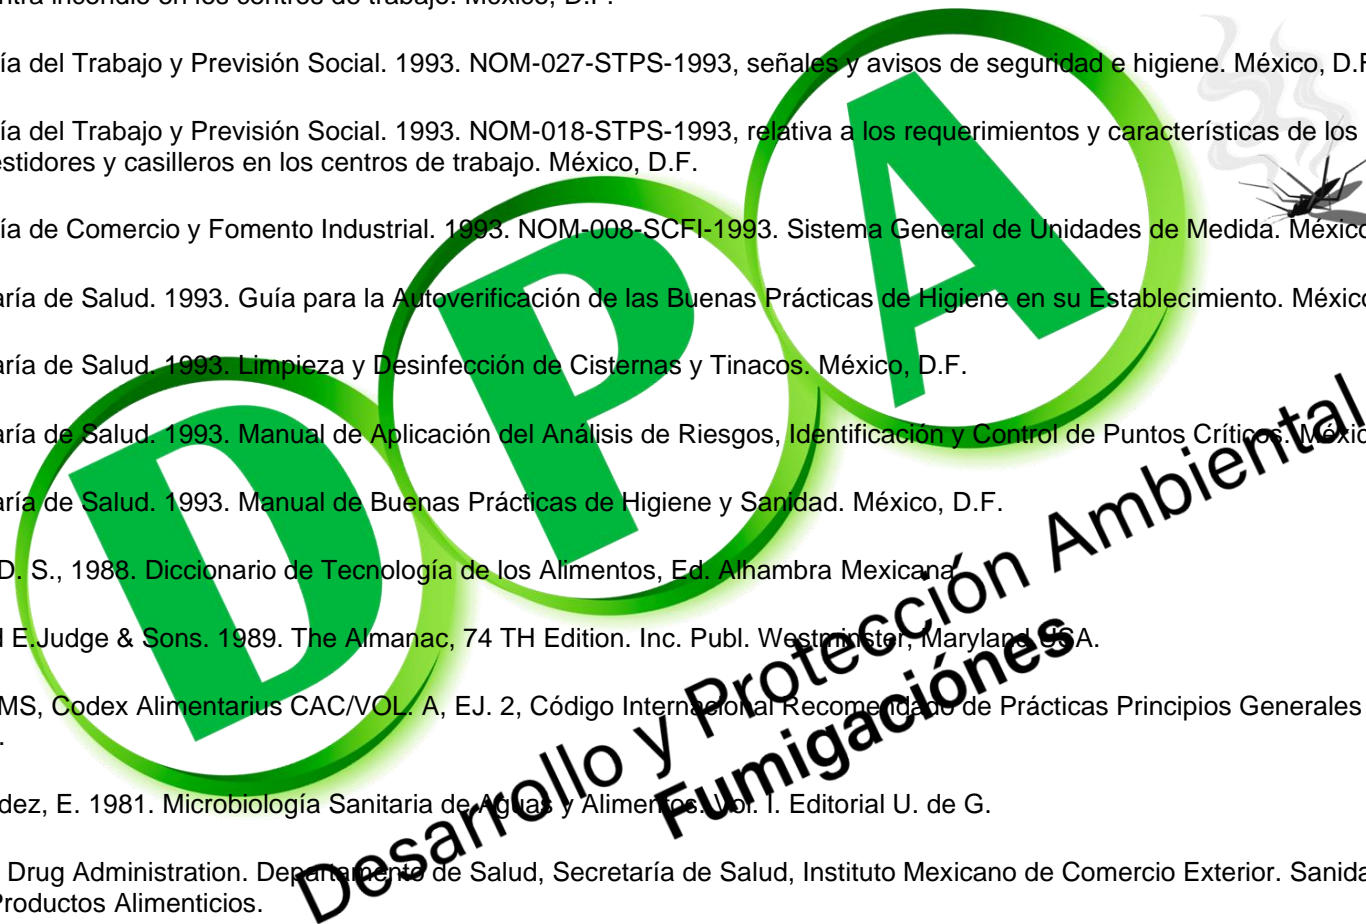 ntra incendio en los centros de trabajo. México, D.F.
ía del Trabajo y Previsión Social. 1993. NOM-027-STPS-1993, señales y avisos de seguridad e higiene. México, D.F
ía del Trabajo y Previsión Social. 1993. NOM-018-STPS-1993, relativa a los requerimientos y características de los
estidores y casilleros en los centros de trabajo. México, D.F.
ía de Comercio y Fomento Industrial. 1993. NOM-008-SCFI-1993. Sistema General de Unidades de Medida. México
aría de Salud. 1993. Guía para la Autoverificación de las Buenas Prácticas de Higiene en su Establecimiento. México
aría de Salud. 1993. Limpieza y Desinfección de Cisternas y Tinacos. México, D.F.
aría de Salud. 1993. Manual de Aplicación del Análisis de Riesgos, Identificación y Control de Puntos Críticos. Méxic
aría de Salud. 1993. Manual de Buenas Prácticas de Higiene y Sanidad. México, D.F.
D. S., 1988. Diccionario de Tecnología de los Alimentos, Ed. Alhambra Mexicana.
d E.Judge & Sons. 1989. The Almanac, 74 TH Edition. Inc. Publ. Westminster, Maryland USA.
MS, Codex Alimentarius CAC/VOL. A, EJ. 2, Código Internacional Recomendado de Prácticas Principios Generales
.
dez, E. 1981. Microbiología Sanitaria de Aguas y Alimentos. Vol. I. Editorial U. de G.
Drug Administration. Departamento de Salud, Secretaría de Salud, Instituto Mexicano de Comercio Exterior. Sanida
Productos Alimenticios.
DPA
Desarrollo y Protección Ambiental
Fumigaciónes